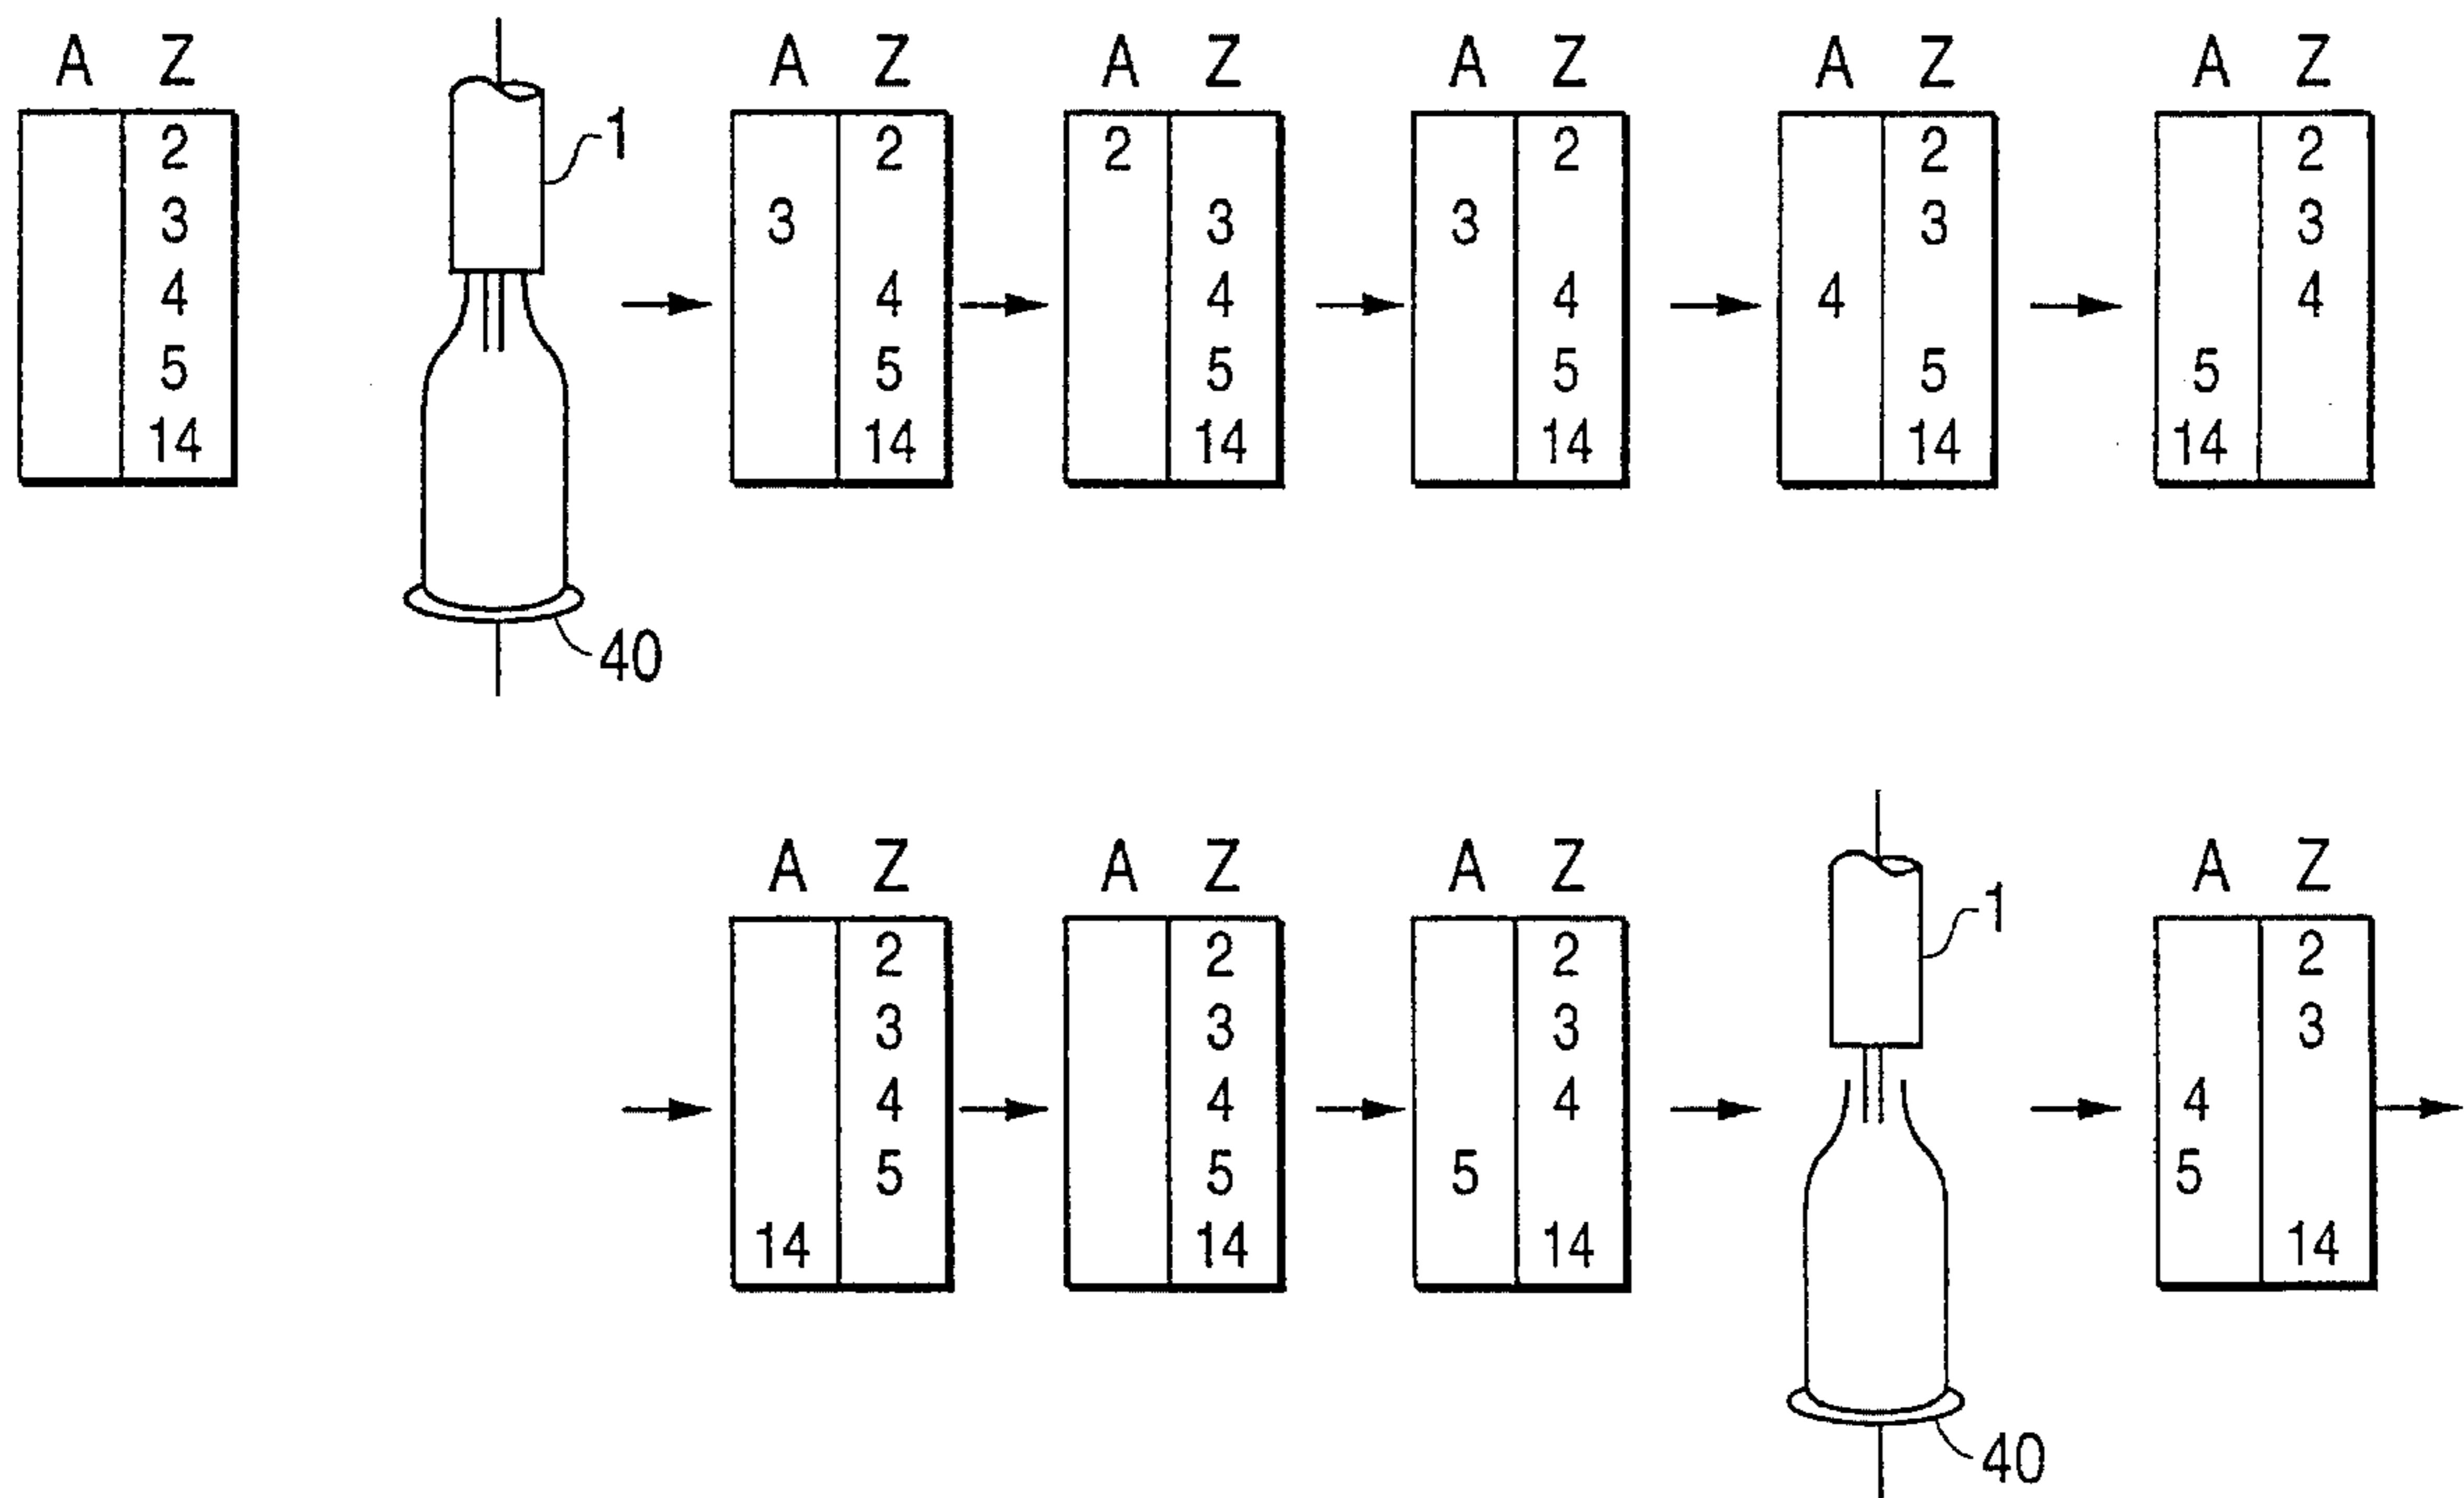 A Z A Z A Z A Z A Z A Z
1
2 2 2 2 2 2
3 3 3 3 3 3
4 4 4 4 4 4
5 5 5 5 5 5
14 14 14 14 14 14
40
A Z A Z A Z A Z
1
2 2 2 2
3 3 3 3
4 4 4 4
5 5 5 5
14 14 14 14
40